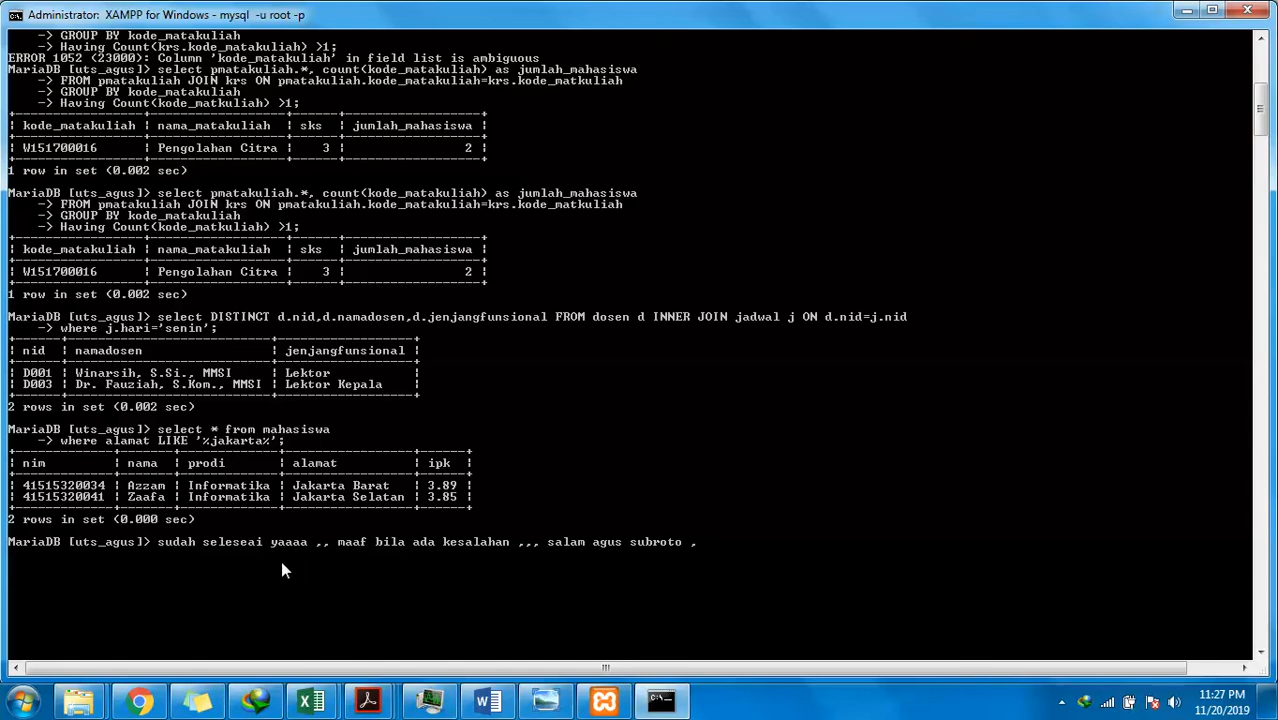 Administrator: XAMPP for Windows - mysql -u root -p
-> GROUP BY kode_matakuliah
-> Having Count(krs.kode_matakuliah) >1;
ERROR 1052 (23000): Column 'kode_matakuliah' in field list is ambiguous
MariaDB [uts_agus]> select pmatakuliah.*, count(kode_matakuliah) as jumlah_mahasiswa
-> FROM pmatakuliah JOIN krs ON pmatakuliah.kode_matakuliah=krs.kode_matkuliah
-> GROUP BY kode_matakuliah
-> Having Count(kode_matkuliah) >1;
| kode_matakuliah | nama_matakuliah | sks | jumlah_mahasiswa |
| W151700016 | Pengolahan Citra | 3 | 2 |
1 row in set (0.002 sec)
MariaDB [uts_agus]> select pmatakuliah.*, count(kode_matakuliah) as jumlah_mahasiswa
-> FROM pmatakuliah JOIN krs ON pmatakuliah.kode_matakuliah=krs.kode_matkuliah
-> GROUP BY kode_matakuliah
-> Having Count(kode_matkuliah) >1;
| kode_matakuliah | nama_matakuliah | sks | jumlah_mahasiswa |
| W151700016 | Pengolahan Citra | 3 | 2 |
1 row in set (0.002 sec)
MariaDB [uts_agus]> select DISTINCT d.nid,d.namadosen,d.jenjangfunsional FROM dosen d INNER JOIN jadwal j ON d.nid=j.nid
-> where j.hari='senin';
| nid | namadosen | jenjangfunsional |
| D001 | Winarsih, S.Si., MMSI | Lektor |
| D003 | Dr. Fauziah, S.Kom., MMSI | Lektor Kepala |
2 rows in set (0.002 sec)
MariaDB [uts_agus]> select * from mahasiswa
-> where alamat LIKE '%jakarta%';
| nim | nama | prodi | alamat | ipk |
| 41515320034 | Azzam | Informatika | Jakarta Barat | 3.89 |
| 41515320041 | Zaafa | Informatika | Jakarta Selatan | 3.85 |
2 rows in set (0.000 sec)
MariaDB [uts_agus]> sudah seleseai yaaaa ,, maaf bila ada kesalahan ,,, salam agus subroto ,
11:27 PM
11/20/2019